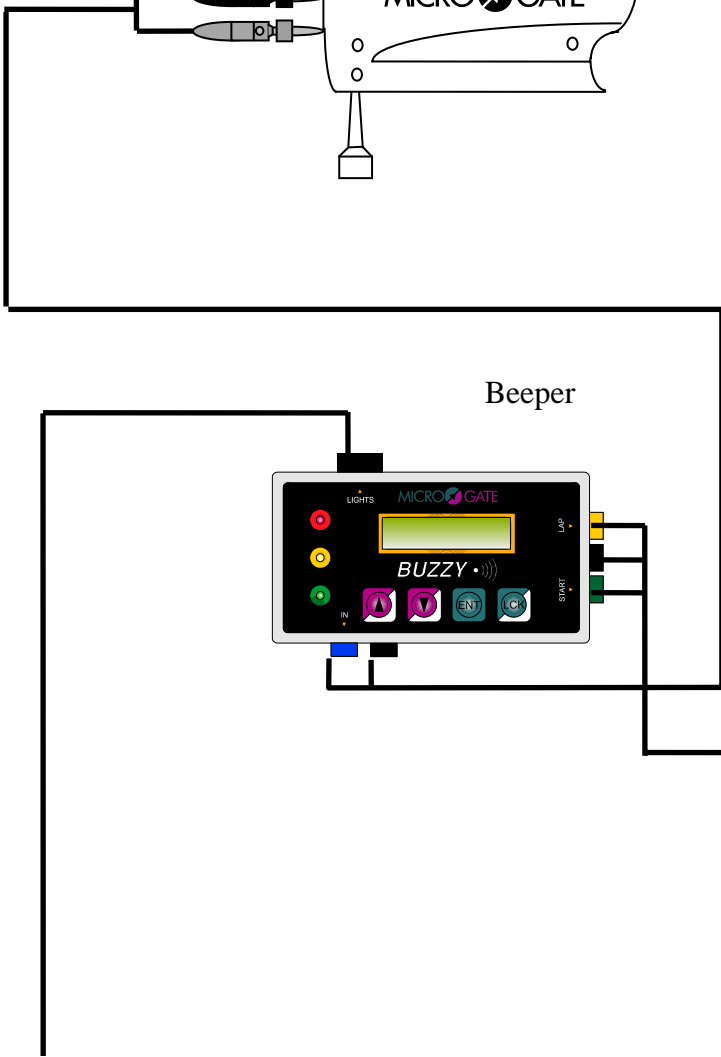 MICRO GATE
Beeper
LIGHTS
MICRO GATE
LAP
BUZZY
START
IN
ENT
LCK